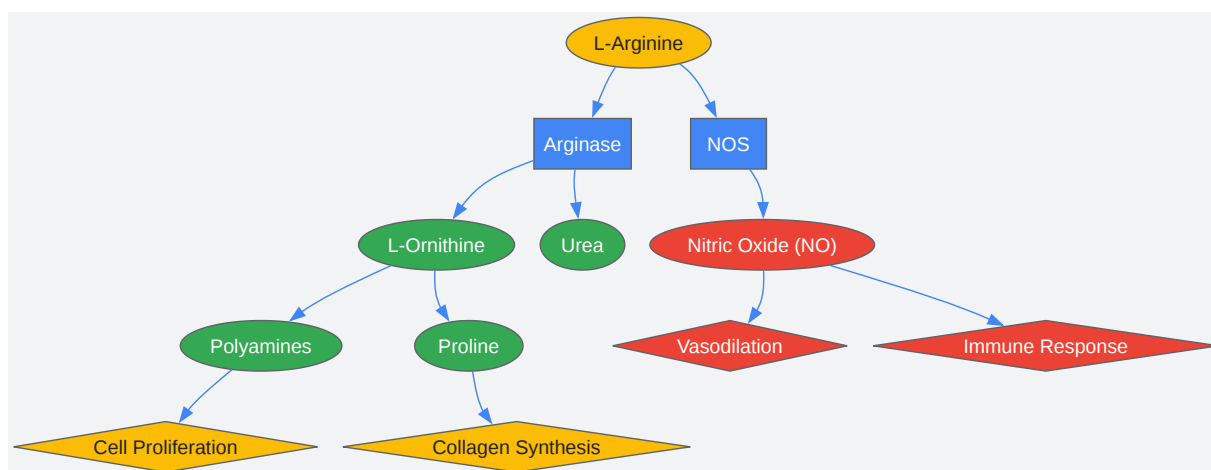 L-Arginine
Arginase
NOS
L-Ornithine
Urea
Nitric Oxide (NO)
Polyamines
Proline
Vasodilation
Immune Response
Cell Proliferation
Collagen Synthesis